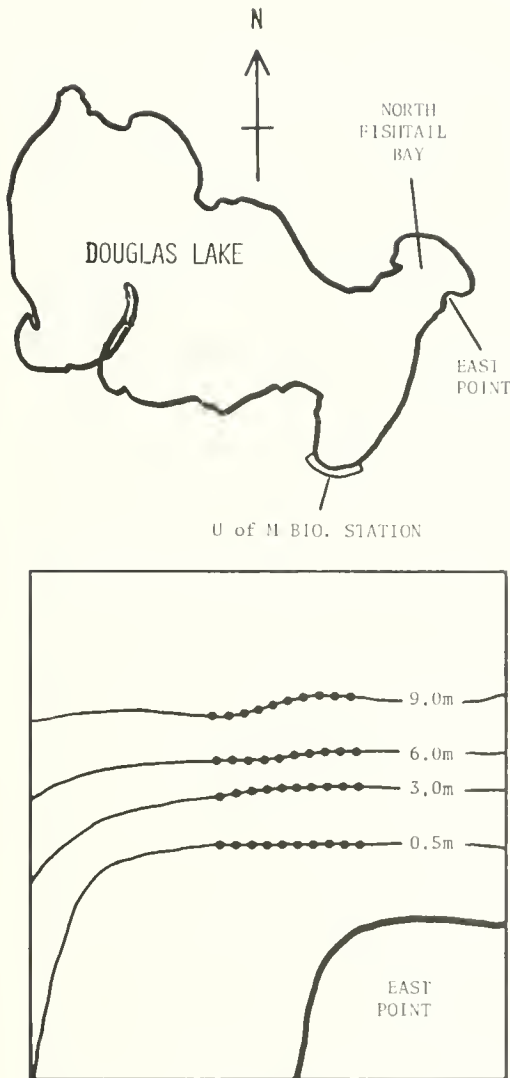 N
NORTH
FISHTAIL
BAY
DOUGLAS LAKE
EAST
POINT
U of M BIO. STATION
9.0m
6.0m
3.0m
0.5m
EAST
POINT